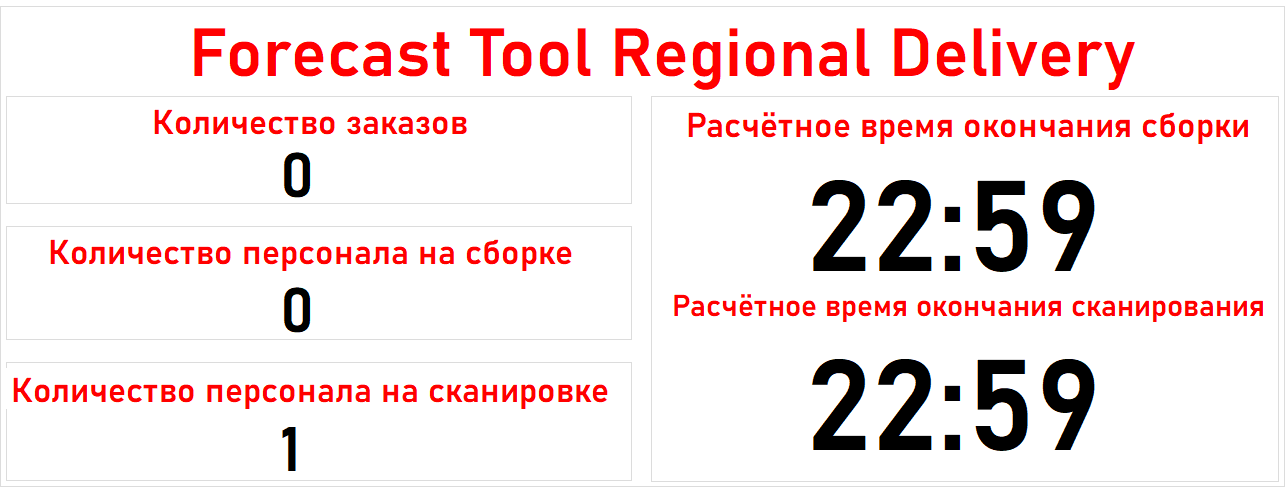 Forecast Tool Regional Delivery
Количество заказов
0
Количество персонала на сборке
0
Количество персонала на сканировке
1
Расчётное время окончания сборки
22:59
Расчётное время окончания сканирования
22:59